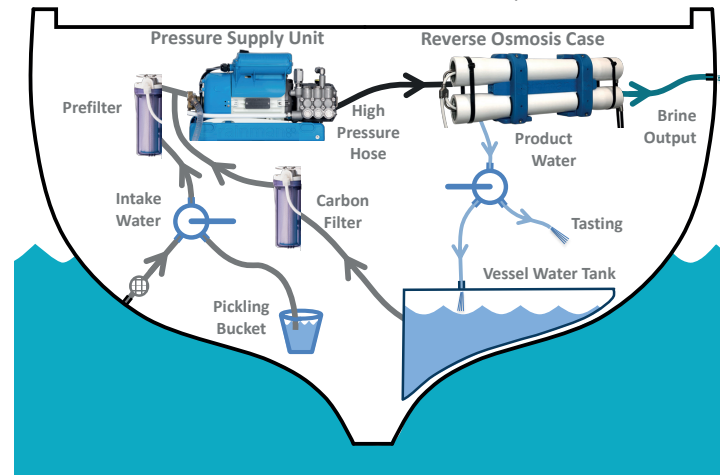 Pressure Supply Unit
Reverse Osmosis Case
Prefilter
High
Pressure
Hose
Product
Water
Brine
Output
Intake
Water
Carbon
Filter
Tasting
Vessel Water Tank
Pickling
Bucket